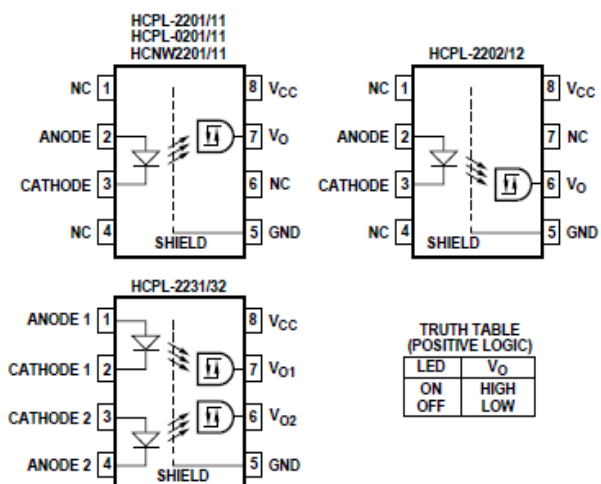 HCPL-2201/11
HCPL-0201/11
HCNW2201/11
NC 1
8 VCC
ANODE 2
7 VO
CATHODE 3
6 NC
NC 4
5 GND
SHIELD
HCPL-2202/12
NC 1
8 VCC
ANODE 2
7 NC
CATHODE 3
6 VO
NC 4
5 GND
SHIELD
HCPL-2231/32
ANODE 1 1
8 VCC
CATHODE 1 2
7 VO1
CATHODE 2 3
6 VO2
ANODE 2 4
5 GND
SHIELD
TRUTH TABLE
(POSITIVE LOGIC)
LED VO
ON HIGH
OFF LOW